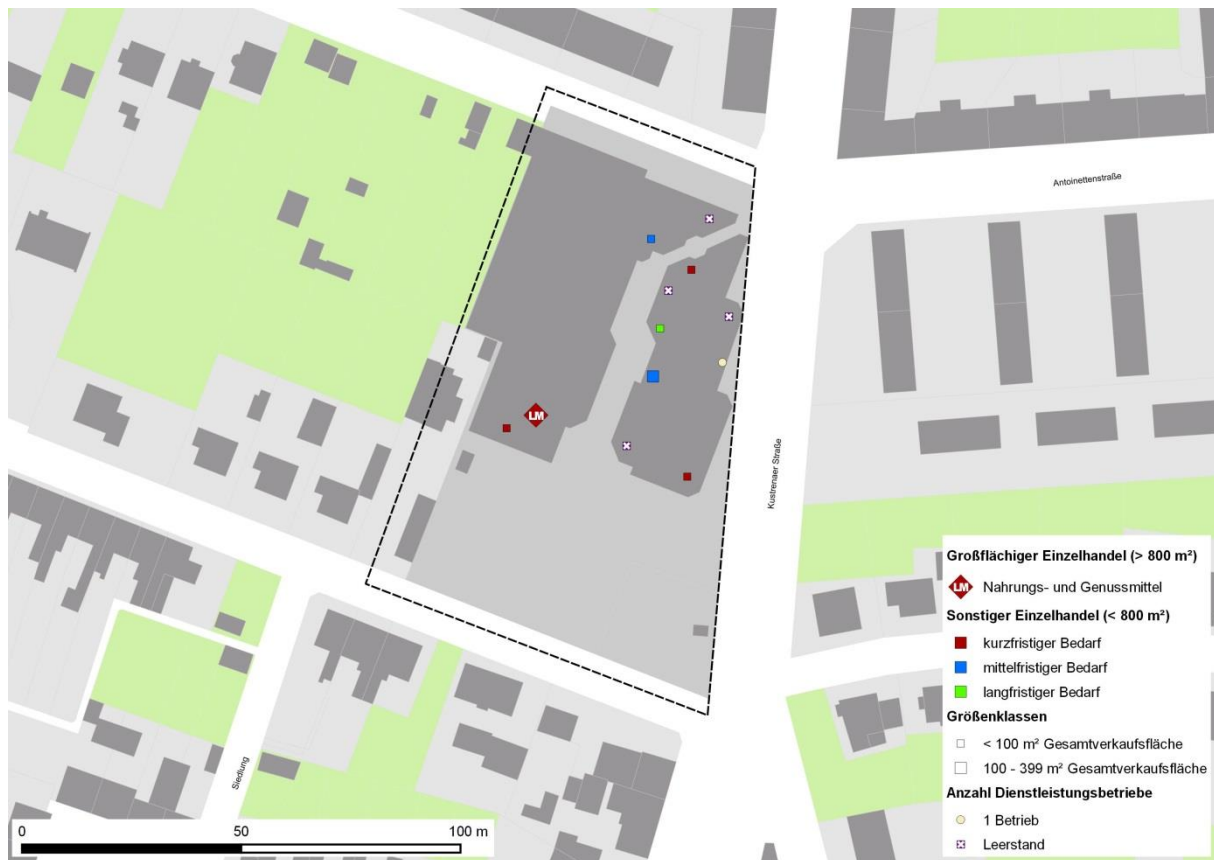 Antoinettenstraße
Kustrenaer Straße
LM
Siedlung
0 50 100 m
Großflächiger Einzelhandel (> 800 m²)
LM Nahrungs- und Genussmittel
Sonstiger Einzelhandel (< 800 m²)
kurzfristiger Bedarf
mittelfristiger Bedarf
langfristiger Bedarf
Größenklassen
< 100 m² Gesamtverkaufsfläche
100 - 399 m² Gesamtverkaufsfläche
Anzahl Dienstleistungsbetriebe
1 Betrieb
Leerstand